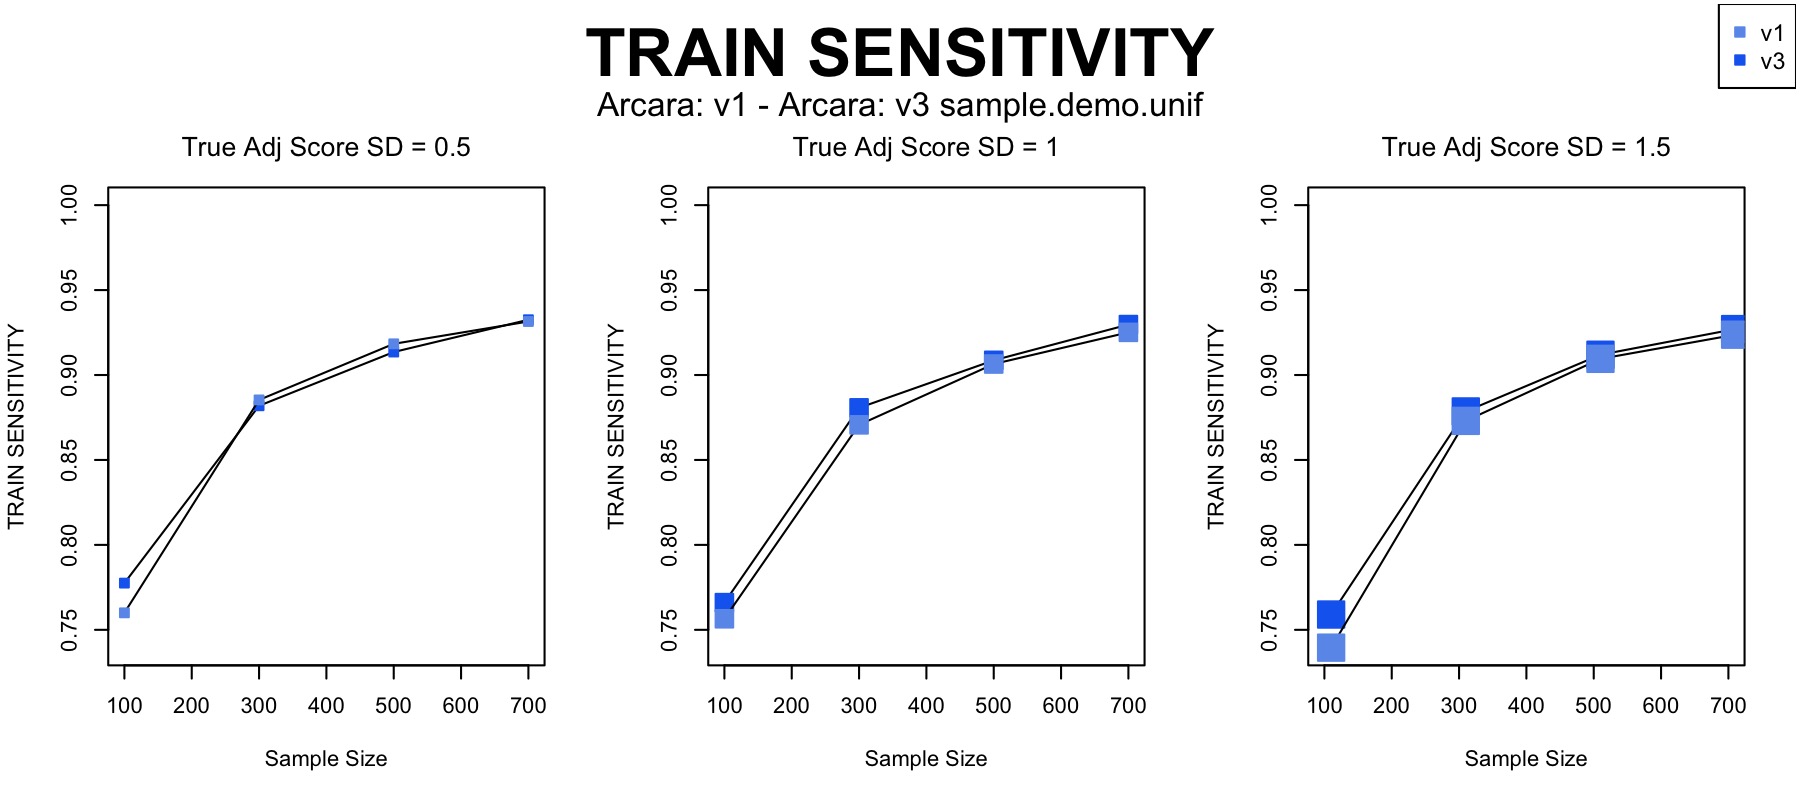 TRAIN SENSITIVITY
Arcara: v1 - Arcara: v3 sample.demo.unif
v1
v3
True Adj Score SD = 0.5
TRAIN SENSITIVITY
1.00
0.95
0.90
0.85
0.80
0.75
100 200 300 400 500 600 700
Sample Size
True Adj Score SD = 1
TRAIN SENSITIVITY
1.00
0.95
0.90
0.85
0.80
0.75
100 200 300 400 500 600 700
Sample Size
True Adj Score SD = 1.5
TRAIN SENSITIVITY
1.00
0.95
0.90
0.85
0.80
0.75
100 200 300 400 500 600 700
Sample Size